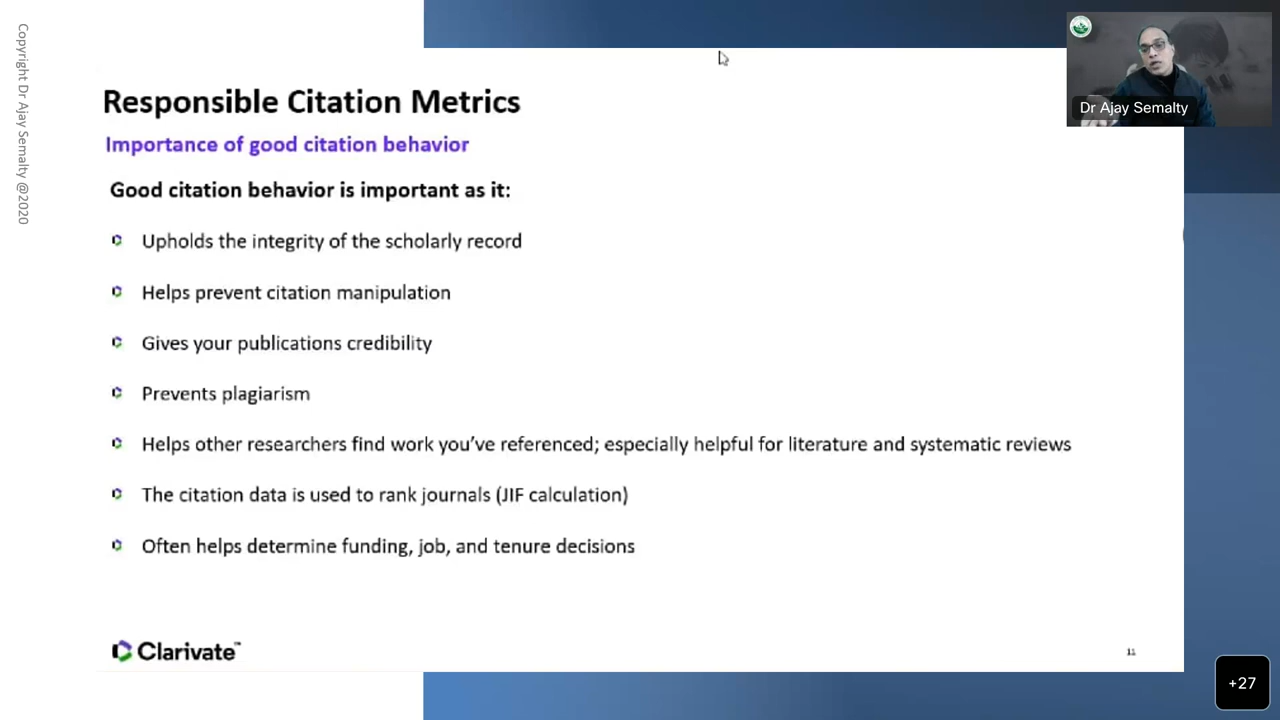 Copyright Dr Ajay Semalty @2020
Dr Ajay Semalty
Responsible Citation Metrics
Importance of good citation behavior
Good citation behavior is important as it:
Upholds the integrity of the scholarly record
Helps prevent citation manipulation
Gives your publications credibility
Prevents plagiarism
Helps other researchers find work you've referenced; especially helpful for literature and systematic reviews
The citation data is used to rank journals (JIF calculation)
Often helps determine funding, job, and tenure decisions
Clarivate™
11
+27